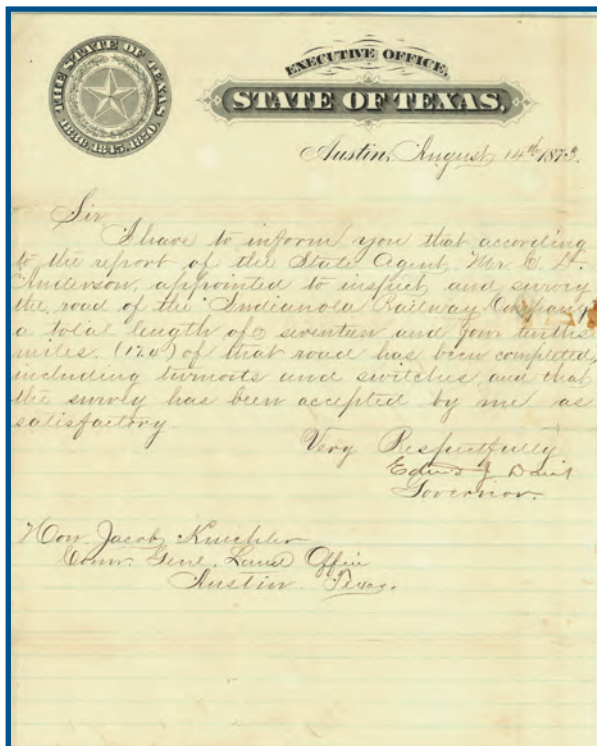 THE STATE OF TEXAS
1836. 1845. 1870.
EXECUTIVE OFFICE,
STATE OF TEXAS,
Austin, August 14th 1873.
Sir
I have to inform you that according
to the report of the State Agent Mr
Anderson, appointed to inspect and survey
the road of the Indianola Railway Company
a total length of seventeen and four tenths
miles. of that road has been completed,
including turnouts and switches, and that
the survey has been accepted by me as
satisfactory.
Very Respectfully
Edmd J Davis
Governor.
Hon. Jacob Kuechler
Comr. Genl. Land Office
Austin Texas.